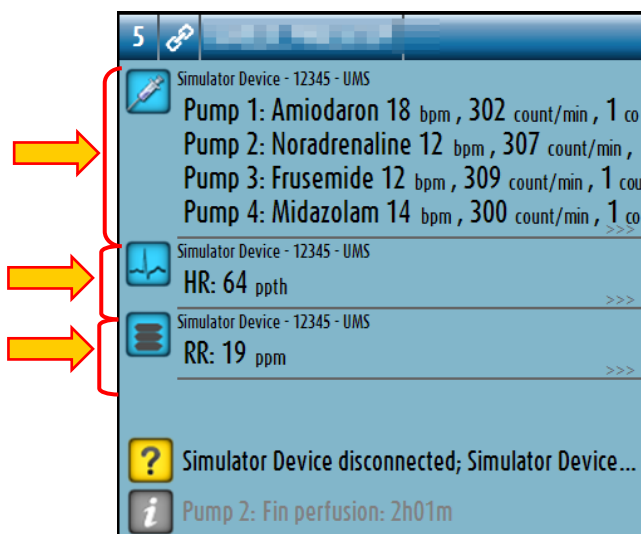 5
Simulator Device - 12345 - UMS
Pump 1: Amiodaron 18 bpm , 302 count/min , 1 co
Pump 2: Noradrenaline 12 bpm , 307 count/min ,
Pump 3: Frusemide 12 bpm , 309 count/min , 1 cou
Pump 4: Midazolam 14 bpm , 300 count/min , 1 co
>>>
Simulator Device - 12345 - UMS
HR: 64 ppth
>>>
Simulator Device - 12345 - UMS
RR: 19 ppm
>>>
? Simulator Device disconnected; Simulator Device...
i Pump 2: Fin perfusion: 2h01m